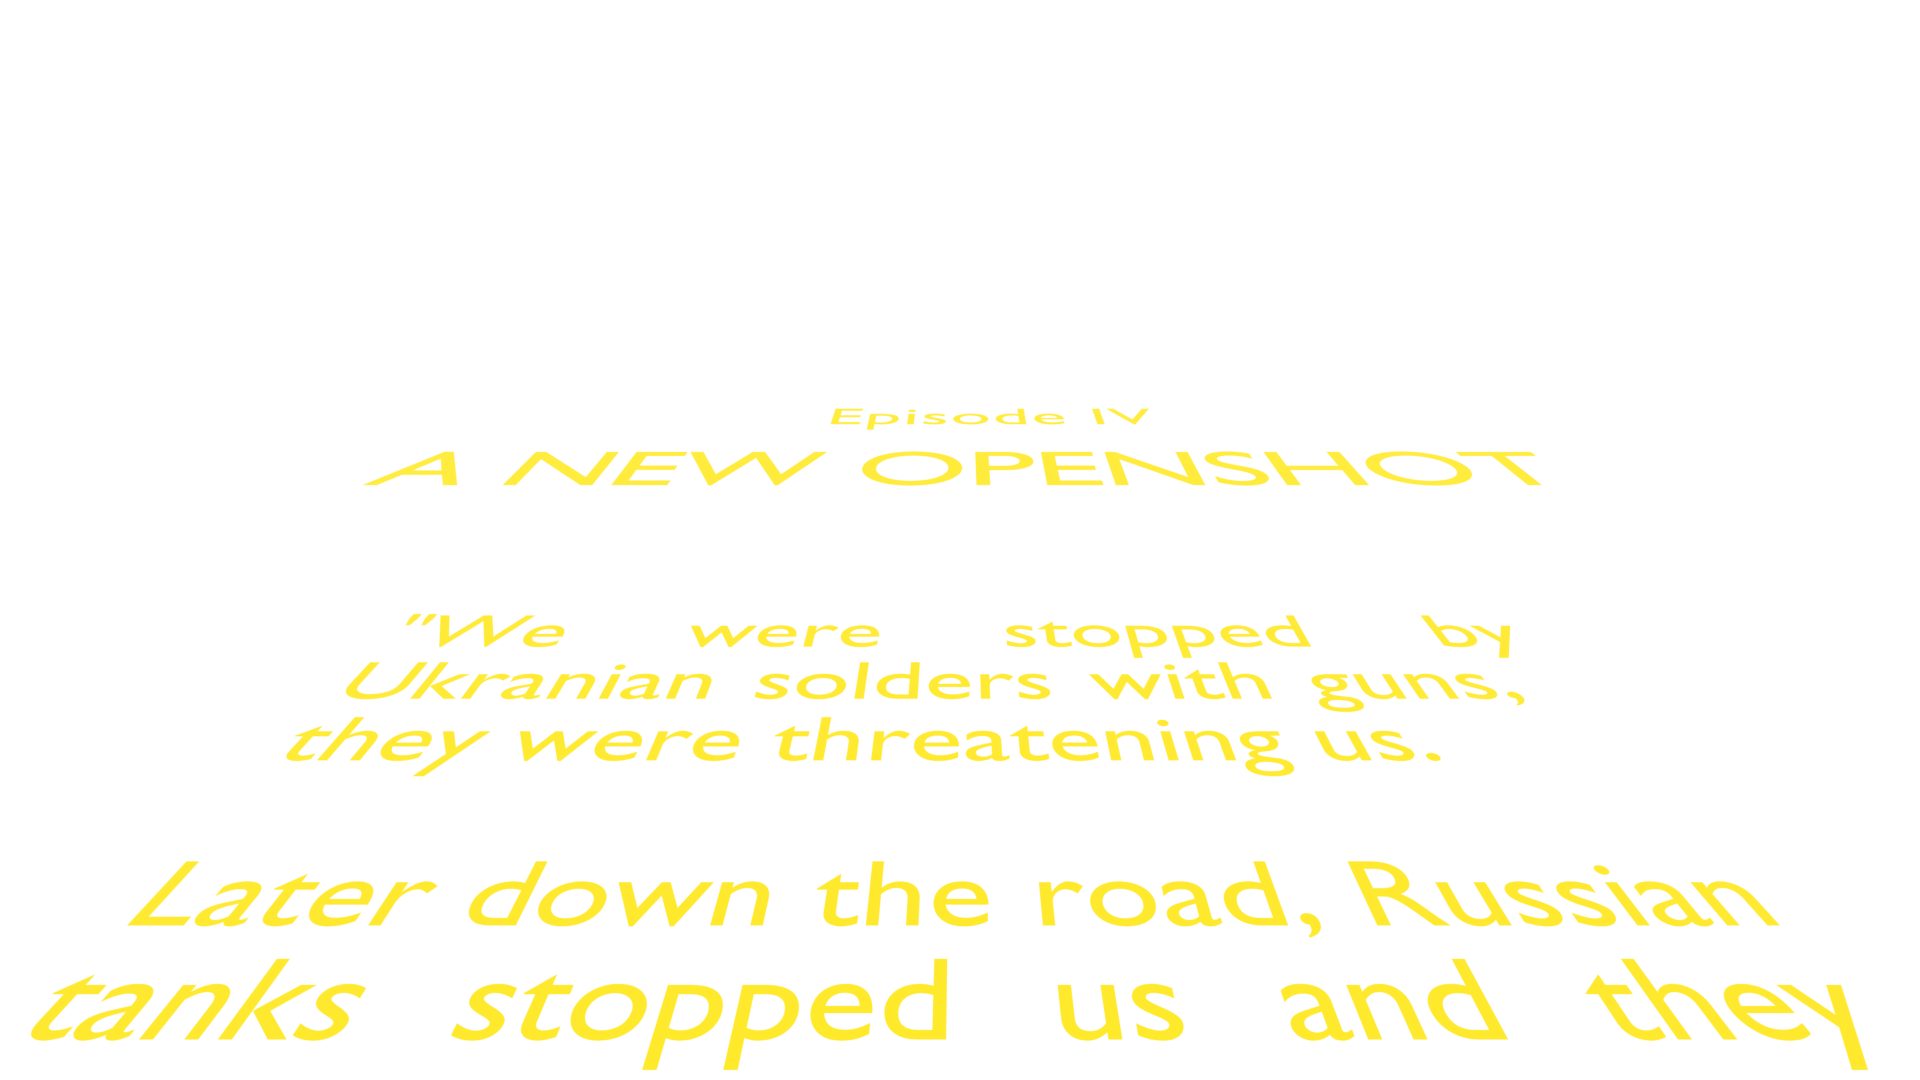 Episode IV
A NEW OPENSHOT
"We were stopped by
Ukranian solders with guns,
they were threatening us.
Later down the road, Russian
tanks stopped us and they